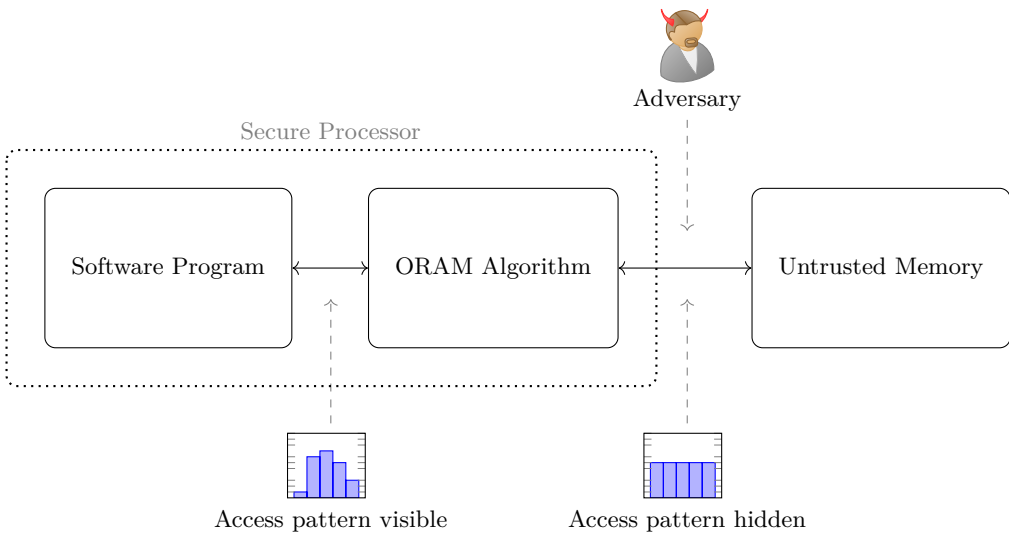 Adversary
Secure Processor
Software Program
ORAM Algorithm
Untrusted Memory
Access pattern visible
Access pattern hidden